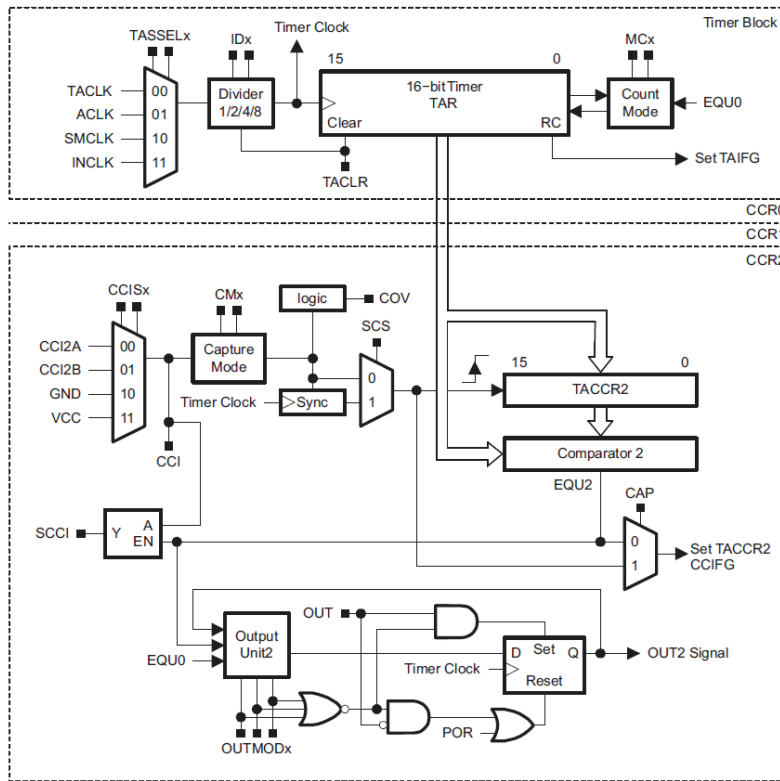 Timer Block
TASSELx
IDx
Timer Clock
15
0
MCx
TACLK
00
ACLK
01
SMCLK
10
INCLK
11
Divider
1/2/4/8
16−bit Timer
TAR
Clear
RC
Count
Mode
EQU0
Set TAIFG
TACLR
CCR0
CCR1
CCR2
CCISx
CMx
logic
COV
SCS
CCI2A
00
CCI2B
01
GND
10
VCC
11
Capture
Mode
Timer Clock
Sync
0
1
15
0
TACCR2
CCI
Comparator 2
EQU2
CAP
SCCI
Y
A
EN
0
1
Set TACCR2
CCIFG
OUT
Output
Unit2
EQU0
Timer Clock
D
Set
Q
Reset
OUT2 Signal
POR
OUTMODx